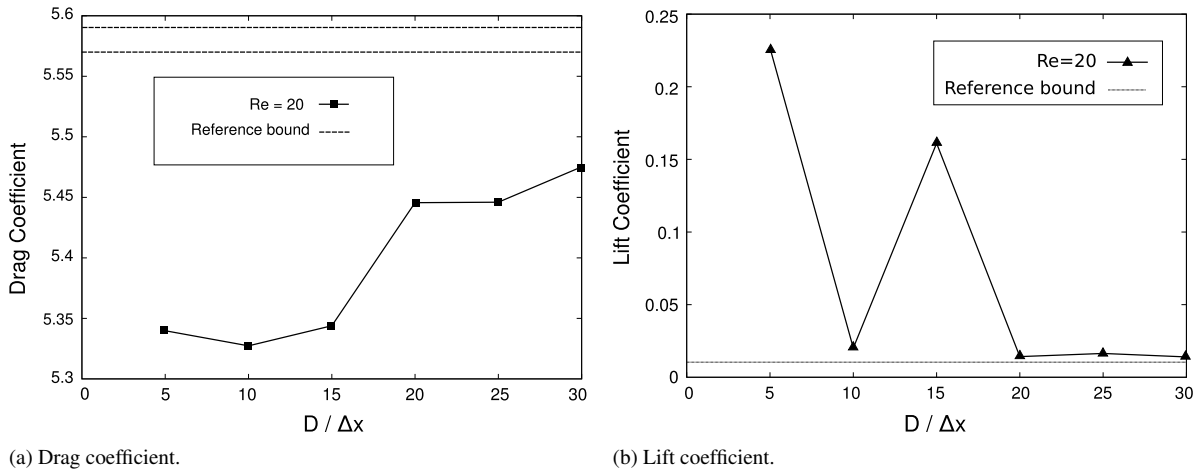 5.6
5.55
5.5
5.45
5.4
5.35
5.3
Drag Coefficient
Re = 20
Reference bound
0 5 10 15 20 25 30
D / Δx
(a) Drag coefficient.
0.25
0.2
0.15
0.1
0.05
0
Lift Coefficient
Re=20
Reference bound
0 5 10 15 20 25 30
D / Δx
(b) Lift coefficient.